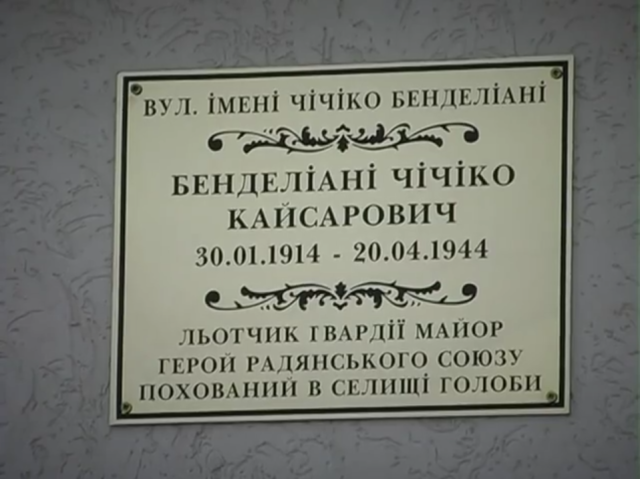 ВУЛ. ІМЕНІ ЧІЧІКО БЕНДЕЛІАНІ
БЕНДЕЛІАНІ ЧІЧІКО
КАЙСАРОВИЧ
30.01.1914 - 20.04.1944
ЛЬОТЧИК ГВАРДІЇ МАЙОР
ГЕРОЙ РАДЯНСЬКОГО СОЮЗУ
ПОХОВАНИЙ В СЕЛИЩІ ГОЛОБИ